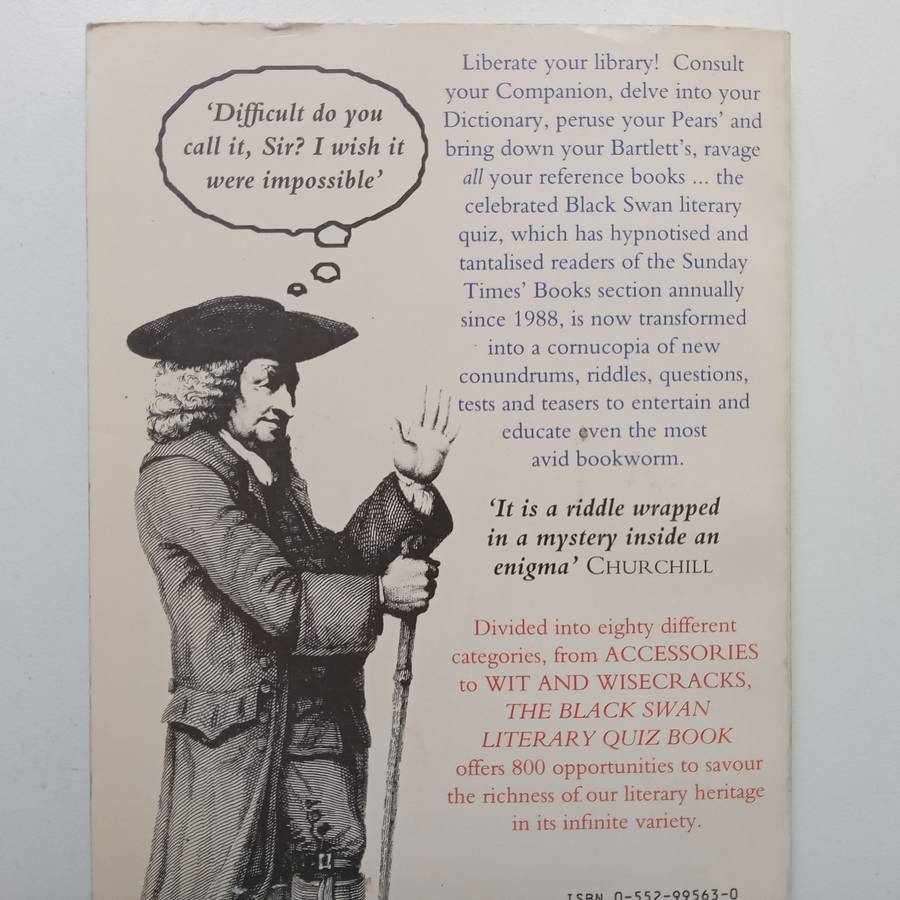 ‘Difficult do you
call it, Sir? I wish it
were impossible’
Liberate your library! Consult
your Companion, delve into your
Dictionary, peruse your Pears’ and
bring down your Bartlett’s, ravage
all your reference books ... the
celebrated Black Swan literary
quiz, which has hypnotised and
tantalised readers of the Sunday
Times’ Books section annually
since 1988, is now transformed
into a cornucopia of new
conundrums, riddles, questions,
tests and teasers to entertain and
educate even the most
avid bookworm.
‘It is a riddle wrapped
in a mystery inside an
enigma’ CHURCHILL
Divided into eighty different
categories, from ACCESSORIES
to WIT AND WISECRACKS,
THE BLACK SWAN
LITERARY QUIZ BOOK
offers 800 opportunities to savour
the richness of our literary heritage
in its infinite variety.
ISBN 0-552-99563-0